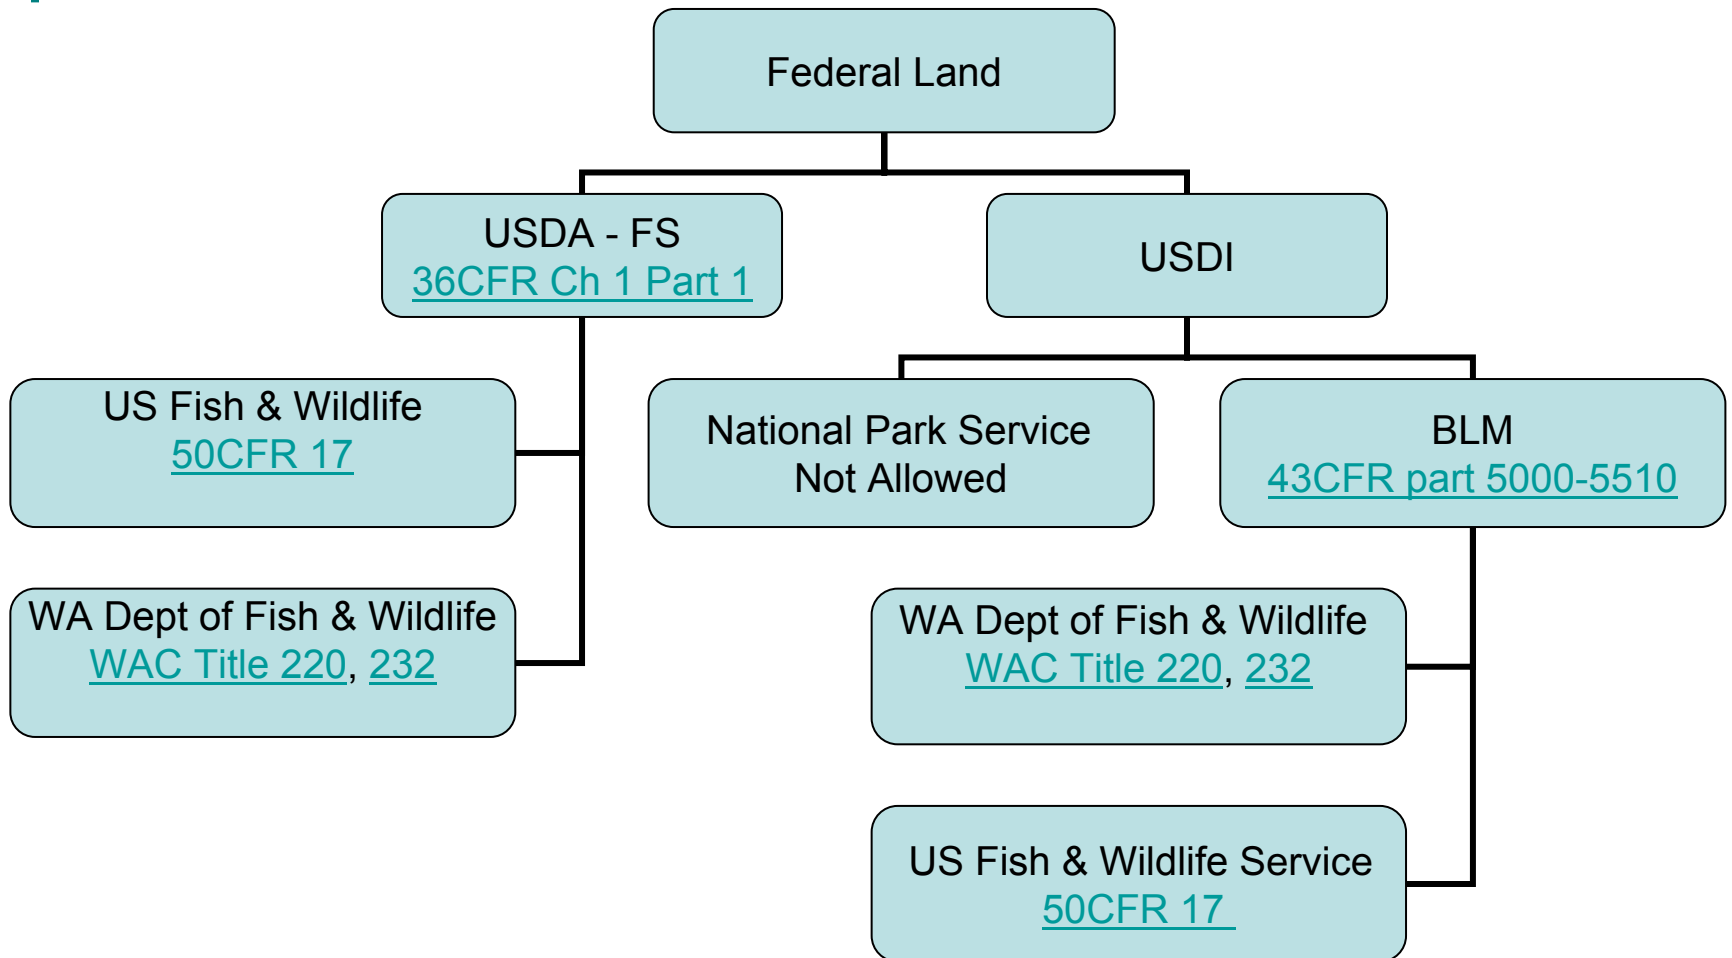 Federal Land
USDA - FS
36CFR Ch 1 Part 1
USDI
US Fish & Wildlife
50CFR 17
National Park Service
Not Allowed
BLM
43CFR part 5000-5510
WA Dept of Fish & Wildlife
WAC Title 220, 232
WA Dept of Fish & Wildlife
WAC Title 220, 232
US Fish & Wildlife Service
50CFR 17